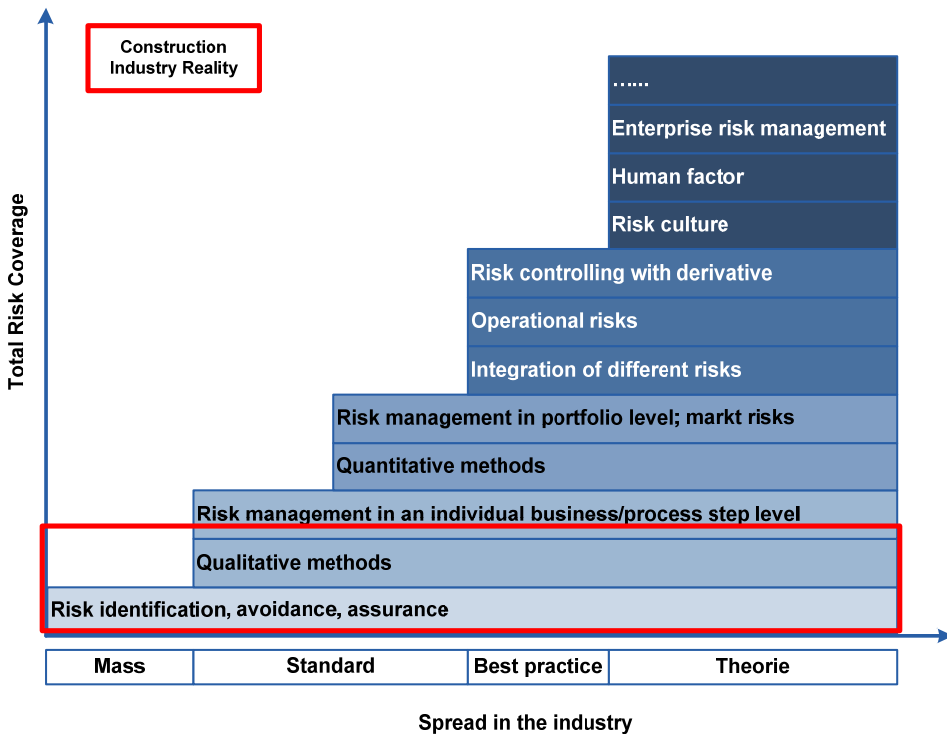 Construction
Industry Reality
Total Risk Coverage
......
Enterprise risk management
Human factor
Risk culture
Risk controlling with derivative
Operational risks
Integration of different risks
Risk management in portfolio level; markt risks
Quantitative methods
Risk management in an individual business/process step level
Qualitative methods
Risk identification, avoidance, assurance
Mass
Standard
Best practice
Theorie
Spread in the industry